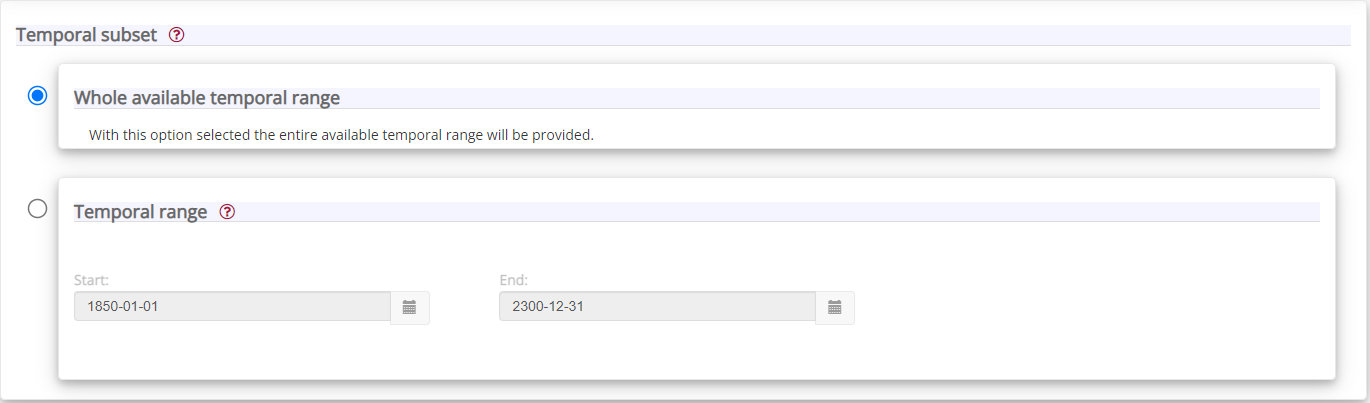 Temporal subset ?
Whole available temporal range
With this option selected the entire available temporal range will be provided.
Temporal range ?
Start: End:
1850-01-01 2300-12-31